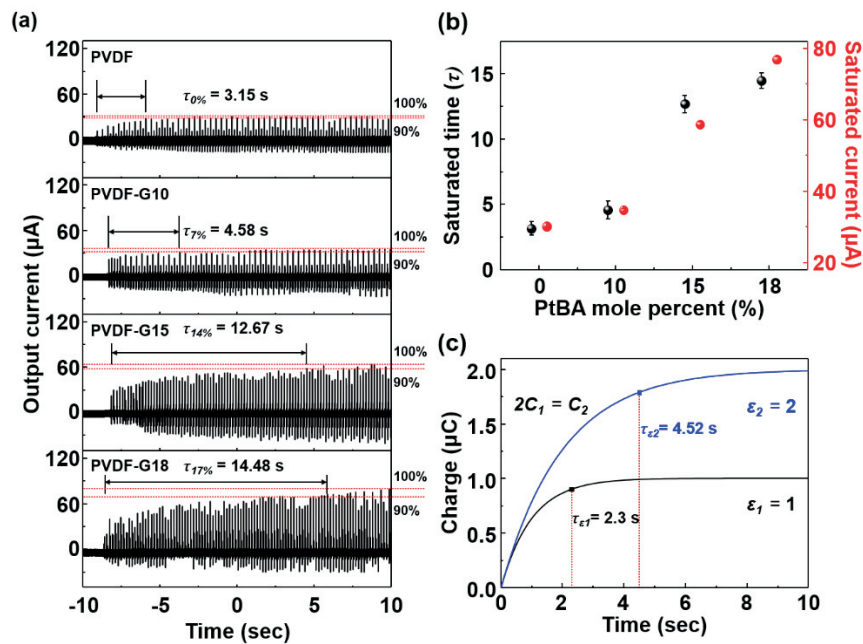 (a)
PVDF
τ0% = 3.15 s
100%
90%
PVDF-G10
τ7% = 4.58 s
100%
90%
PVDF-G15
τ14% = 12.67 s
100%
90%
PVDF-G18
τ17% = 14.48 s
100%
90%
120
60
0
120
60
0
120
60
0
120
60
0
Output current (μA)
-10 -5 0 5 10
Time (sec)
(b)
15
10
5
0
Saturated time (τ)
80
60
40
20
Saturated current (μA)
0 10 15 18
PtBA mole percent (%)
(c)
2.0
1.5
1.0
0.5
0.0
Charge (μC)
2C1 = C2
ε2 = 2
τε2= 4.52 s
ε1 = 1
τε1= 2.3 s
0 2 4 6 8 10
Time (sec)